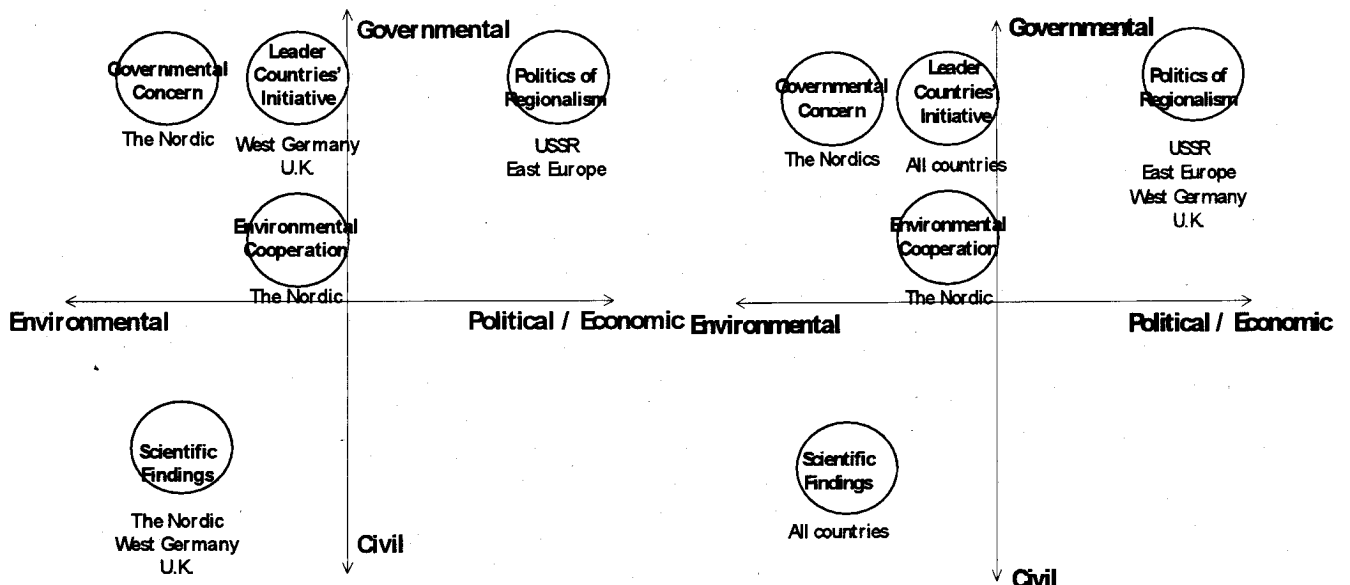 Governmental
Governmental
Concern
The Nordic
Leader
Countries'
Initiative
West Germany
U.K.
Politics of
Regionalism
USSR
East Europe
Environmental
Cooperation
The Nordic
Environmental
Political / Economic
Scientific
Findings
The Nordic
West Germany
U.K.
Civil
Governmental
Governmental
Concern
The Nordics
Leader
Countries'
Initiative
All countries
Politics of
Regionalism
USSR
East Europe
West Germany
U.K.
Environmental
Cooperation
The Nordic
Environmental
Political / Economic
Scientific
Findings
All countries
Civil